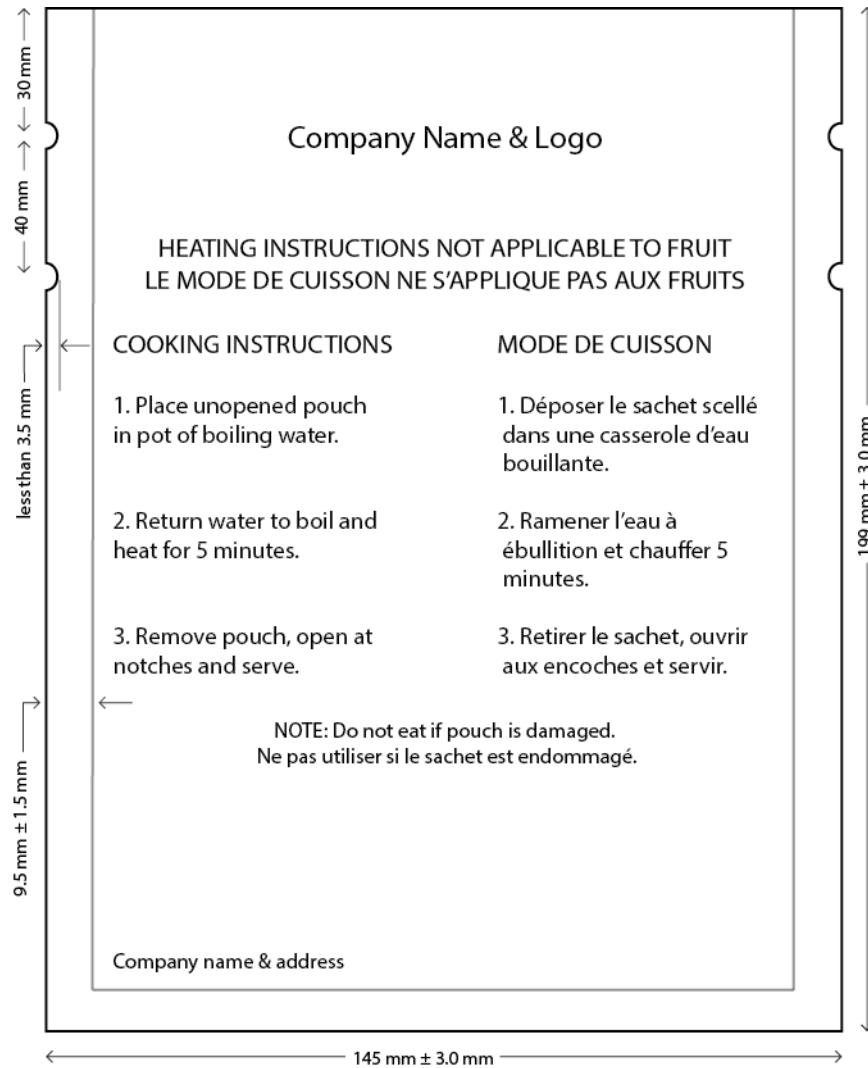 30 mm
40 mm
less than 3.5 mm
9.5 mm ± 1.5 mm
Company Name & Logo
HEATING INSTRUCTIONS NOT APPLICABLE TO FRUIT
LE MODE DE CUISSON NE S’APPLIQUE PAS AUX FRUITS
COOKING INSTRUCTIONS
1. Place unopened pouch
in pot of boiling water.
2. Return water to boil and
heat for 5 minutes.
3. Remove pouch, open at
notches and serve.
MODE DE CUISSON
1. Déposer le sachet scellé
dans une casserole d’eau
bouillante.
2. Ramener l’eau à
ébullition et chauffer 5
minutes.
3. Retirer le sachet, ouvrir
aux encoches et servir.
NOTE: Do not eat if pouch is damaged.
Ne pas utiliser si le sachet est endommagé.
Company name & address
199 mm ± 3.0 mm
145 mm ± 3.0 mm